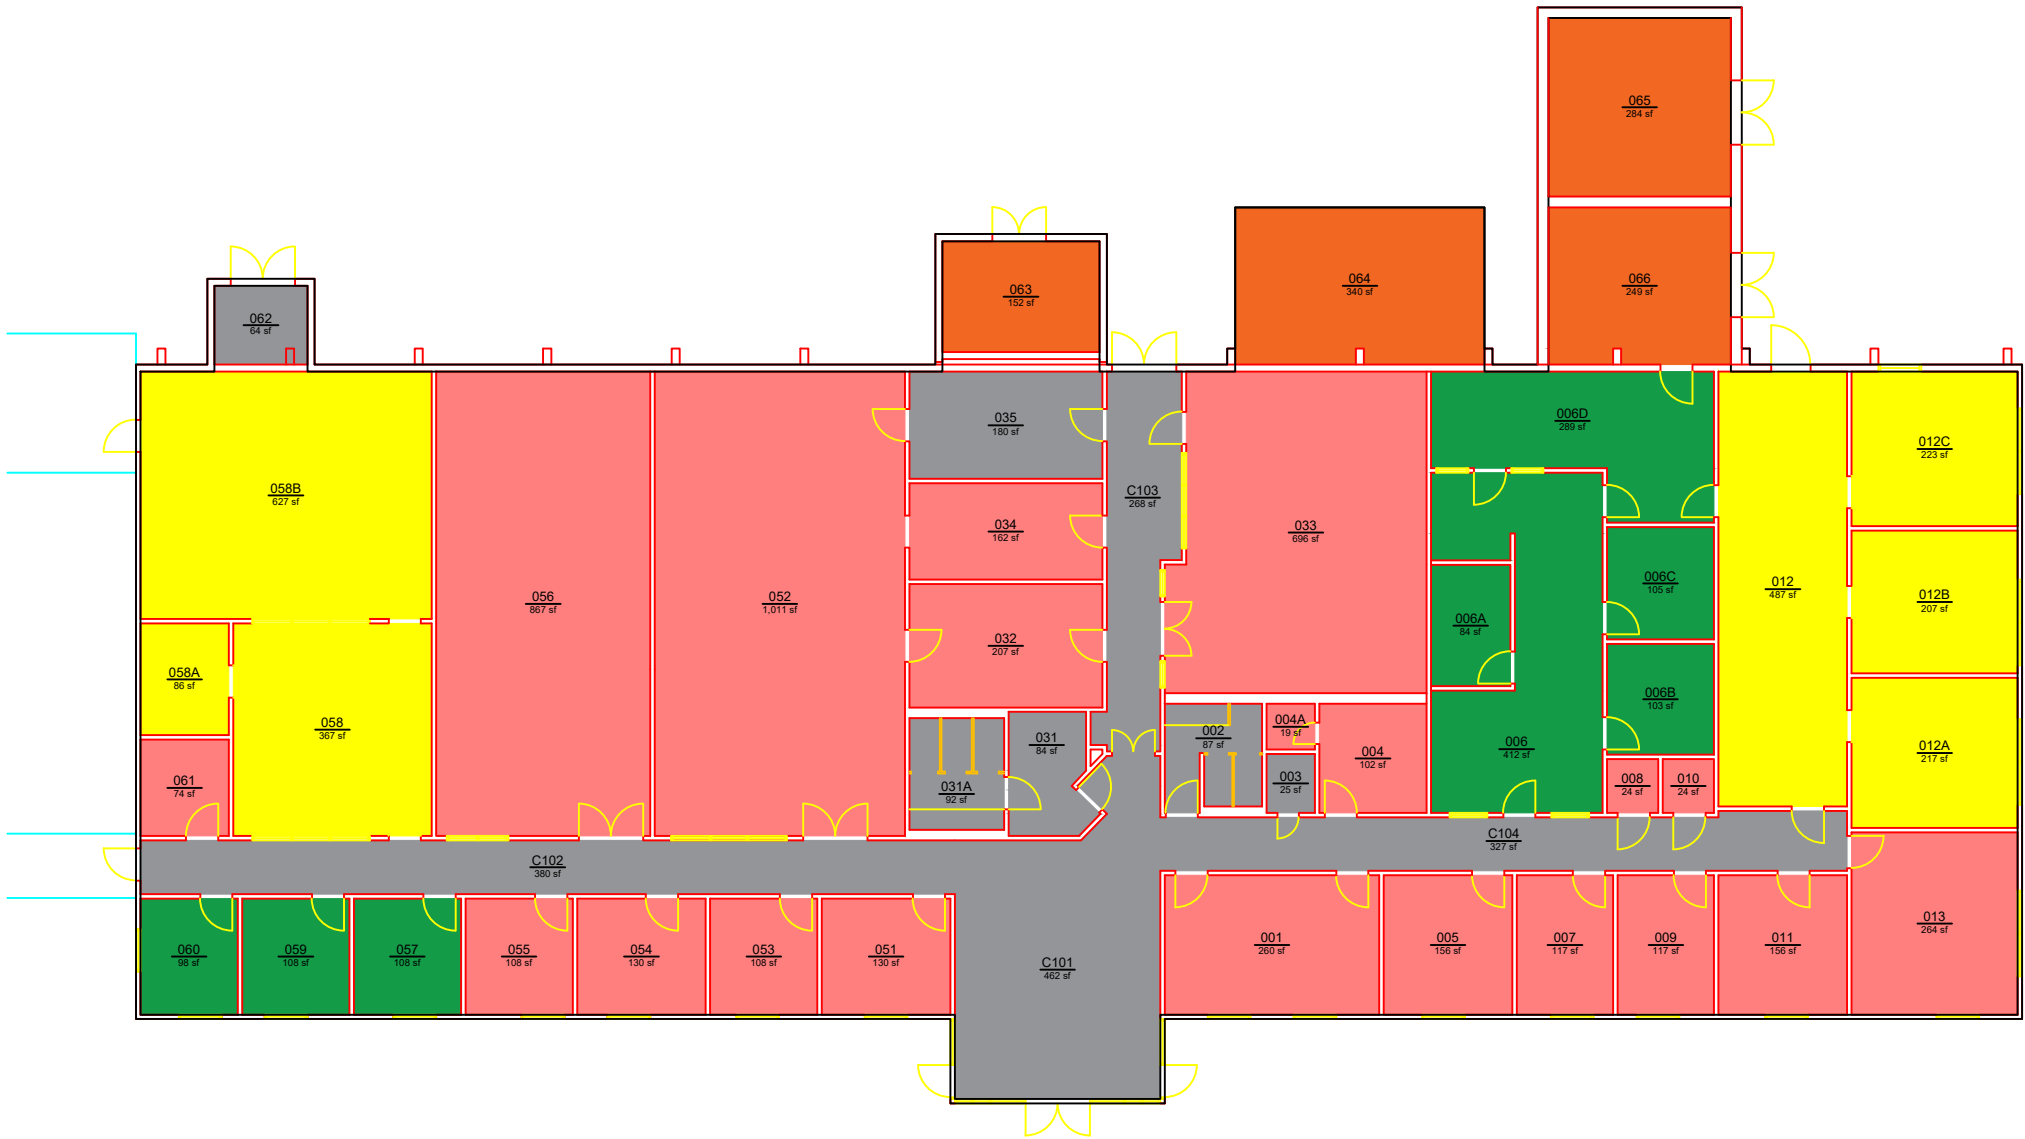 065
284 sf
064
340 sf
066
249 sf
063
152 sf
062
64 sf
035
180 sf
006D
289 sf
012C
223 sf
058B
627 sf
C103
268 sf
034
162 sf
033
696 sf
056
867 sf
052
1,011 sf
006C
105 sf
012
487 sf
012B
207 sf
032
207 sf
006A
84 sf
058A
86 sf
006B
103 sf
058
367 sf
031
84 sf
002
87 sf
004A
19 sf
006
412 sf
012A
217 sf
061
74 sf
031A
92 sf
003
25 sf
004
102 sf
008
24 sf
010
24 sf
C102
380 sf
C104
327 sf
060
98 sf
059
108 sf
057
108 sf
055
108 sf
054
130 sf
053
108 sf
051
130 sf
C101
462 sf
001
260 sf
005
156 sf
007
117 sf
009
117 sf
011
156 sf
013
264 sf